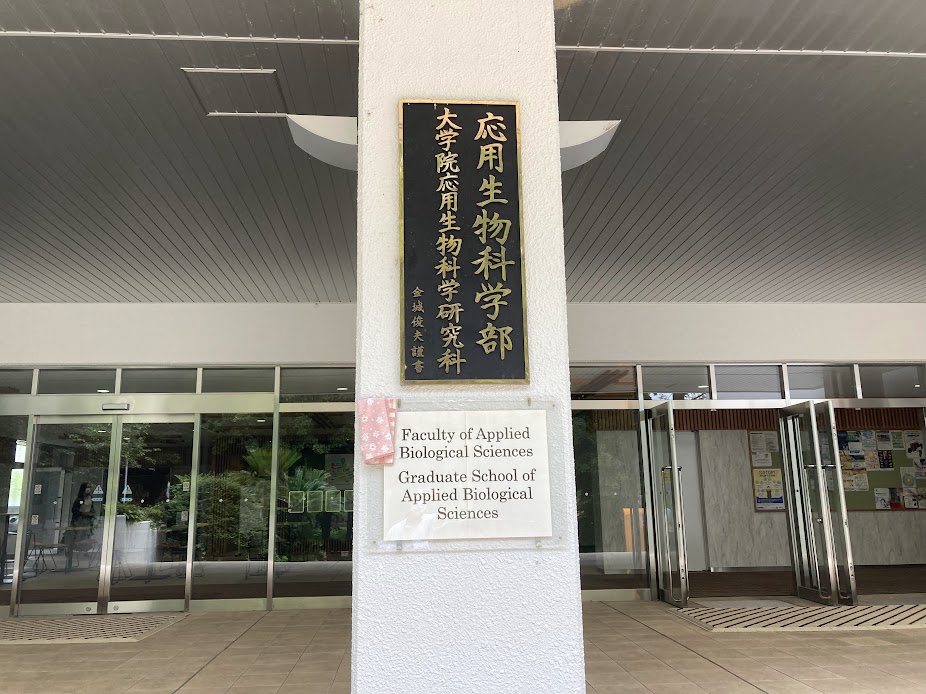 応用生物科学部
大学院応用生物科学研究科
金城俊夫謹書
Faculty of Applied
Biological Sciences
Graduate School of
Applied Biological
Sciences